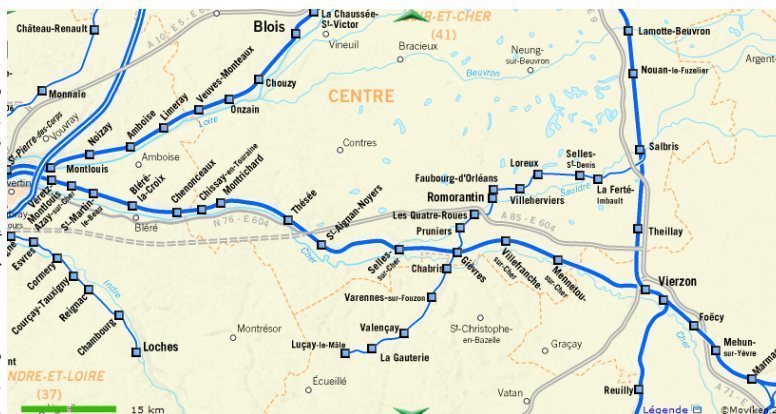 Château-Renault
A 10 - E 5
Blois
La Chaussée-
St-Victor
Vineuil
LOIR-ET-CHER
(41)
Bracieux
Neung-
sur-Beuvron
Beuvron
E 9
Lamotte-Beuvron
Nouan-le-Fuzelier
Argent-
Monnaie
Veuves-Monteaux
Chouzy
Limeray
Onzain
Amboise
Noizay
Loire
CENTRE
St-Pierre-des-Corps
Vouvray
Montlouis
Amboise
Contres
Salbris
Selles-
St-Denis
Loreux
Faubourg-d'Orléans
Sauldre
La Ferté-
Imbault
Romorantin
Villeherviers
Véretz-
Montlouis
Azay-sur-Cher
St-Martin-
le-Beau
Bléré-
la-Croix
Bléré
Chenonceaux
Chissay-en-Touraine
Montrichard
Thésée
N 76 - E 604
St-Aignan-Noyers
Les Quatre-Roues
A 85 - E 604
Pruniers
Theillay
Cher
Selles-
sur-Cher
Gièvres
Chabris
Villefranche-
sur-Cher
Mennetou-
sur-Cher
Vierzon
Esvres
Cormery
Courçay-Tauxigny
Reignac
Chambourg
Loches
Indre
Varennes-sur-Fouzon
Valençay
La Gauterie
Luçay-le-Mâle
Montrésor
St-Christophe-
en-Bazelle
Graçay
Foëcy
Cher
Mehun-
sur-Yèvre
Marma
Écueillé
Vatan
Reuilly
A 71 - E
NDRE-ET-LOIRE
(37)
15 km
Légende
©Moviken